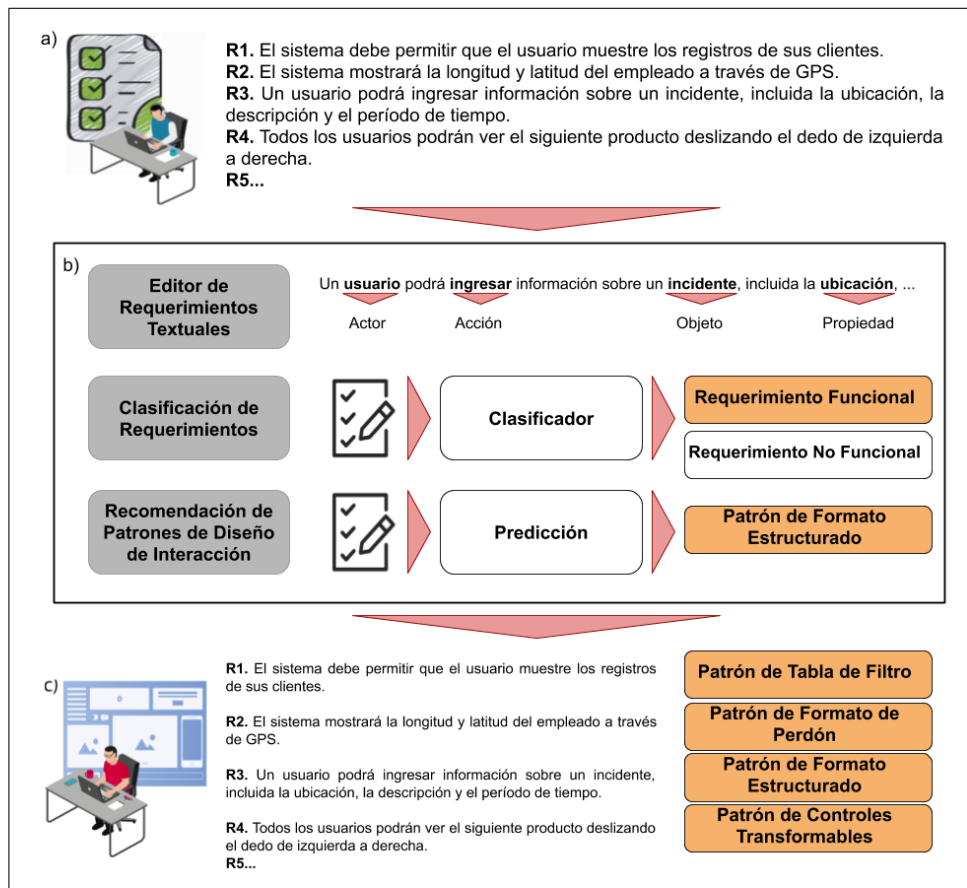 a)
R1. El sistema debe permitir que el usuario muestre los registros de sus clientes.
R2. El sistema mostrará la longitud y latitud del empleado a través de GPS.
R3. Un usuario podrá ingresar información sobre un incidente, incluida la ubicación, la
descripción y el período de tiempo.
R4. Todos los usuarios podrán ver el siguiente producto deslizando el dedo de izquierda
a derecha.
R5...
b)
Editor de
Requerimientos
Textuales
Un usuario podrá ingresar información sobre un incidente, incluida la ubicación, ...
Actor
Acción
Objeto
Propiedad
Clasificación de
Requerimientos
Clasificador
Requerimiento Funcional
Requerimiento No Funcional
Recomendación de
Patrones de Diseño
de Interacción
Predicción
Patrón de Formato
Estructurado
c)
R1. El sistema debe permitir que el usuario muestre los registros
de sus clientes.
Patrón de Tabla de Filtro
R2. El sistema mostrará la longitud y latitud del empleado a través
de GPS.
Patrón de Formato de
Perdón
R3. Un usuario podrá ingresar información sobre un incidente,
incluida la ubicación, la descripción y el período de tiempo.
Patrón de Formato
Estructurado
R4. Todos los usuarios podrán ver el siguiente producto deslizando
el dedo de izquierda a derecha.
Patrón de Controles
Transformables
R5...